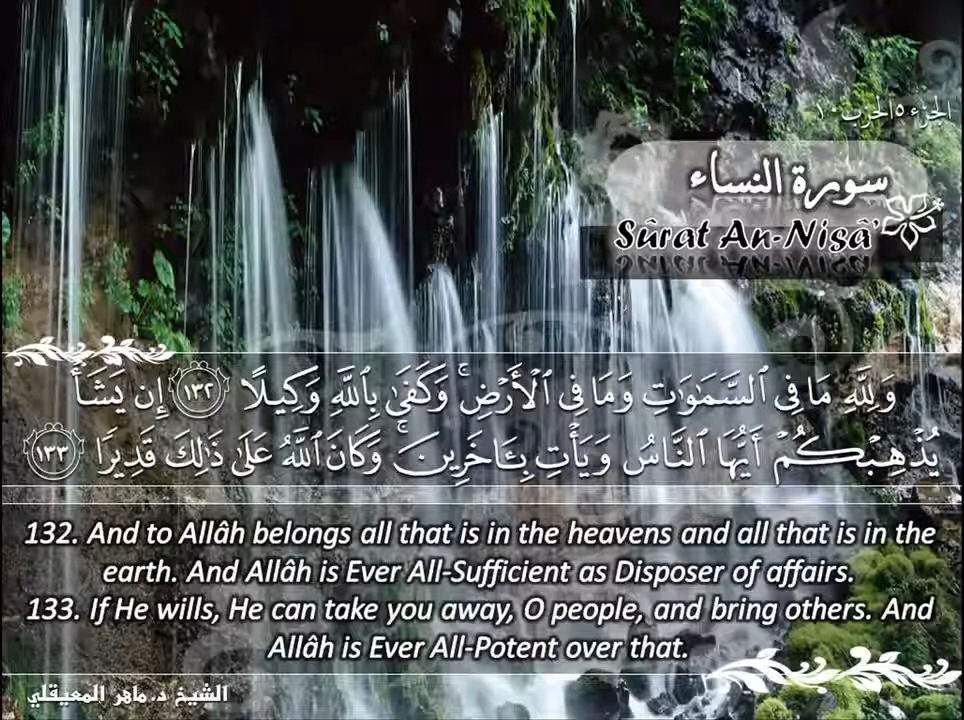 الجزء ٥ الحزب ١٠
سورة النساء
Sûrat An-Nisâ'
وَلِلَّهِ مَا فِى ٱلسَّمَٰوَٰتِ وَمَا فِى ٱلْأَرْضِ ۚ وَكَفَىٰ بِٱللَّهِ وَكِيلًا ١٣٢ إِن يَشَأْ
يُذْهِبْكُمْ أَيُّهَا ٱلنَّاسُ وَيَأْتِ بِـَٔاخَرِينَ ۚ وَكَانَ ٱللَّهُ عَلَىٰ ذَٰلِكَ قَدِيرًا ١٣٣
132. And to Allâh belongs all that is in the heavens and all that is in the
earth. And Allâh is Ever All-Sufficient as Disposer of affairs.
133. If He wills, He can take you away, O people, and bring others. And
Allâh is Ever All-Potent over that.
الشيخ د. ماهر المعيقلي